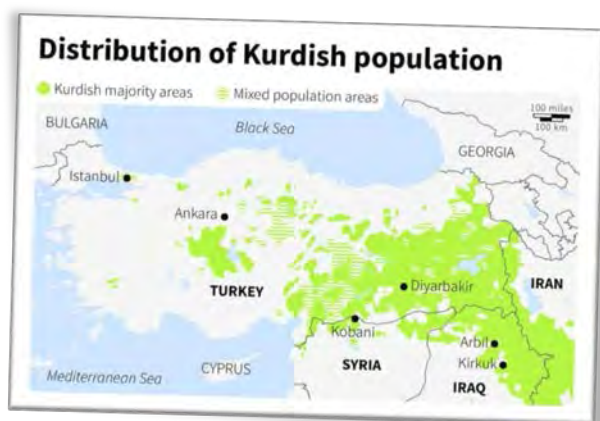 Distribution of Kurdish population
Kurdish majority areas
Mixed population areas
100 miles
100 km
BULGARIA
Black Sea
GEORGIA
Istanbul
Ankara
TURKEY
Diyarbakir
IRAN
Kobani
Arbil
Kirkuk
CYPRUS
SYRIA
IRAQ
Mediterranean Sea